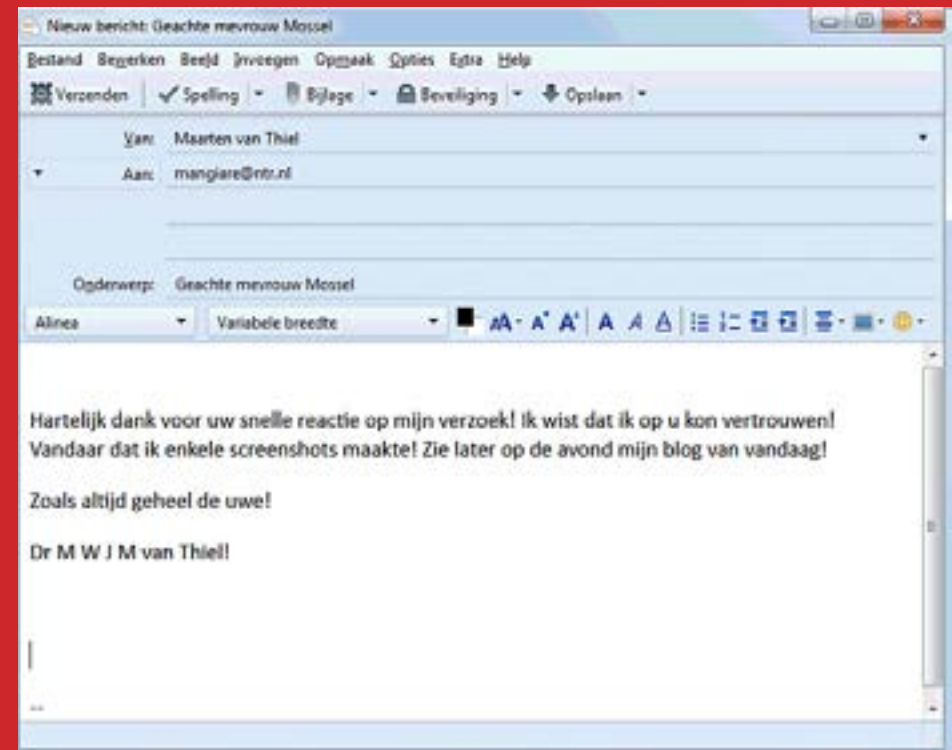 Nieuw bericht: Geachte mevrouw Mossel
Bestand Bewerken Beeld Invoegen Opmaak Opties Extra Help
Verzenden Spelling Bijlage Beveiliging Opslaan
Van: Maarten van Thiel
Aan: mangiare@ntr.nl
Onderwerp: Geachte mevrouw Mossel
Alinea Variabele breedte
Hartelijk dank voor uw snelle reactie op mijn verzoek! Ik wist dat ik op u kon vertrouwen!
Vandaar dat ik enkele screenshots maakte! Zie later op de avond mijn blog van vandaag!
Zoals altijd geheel de uwe!
Dr M W J M van Thiel!
--